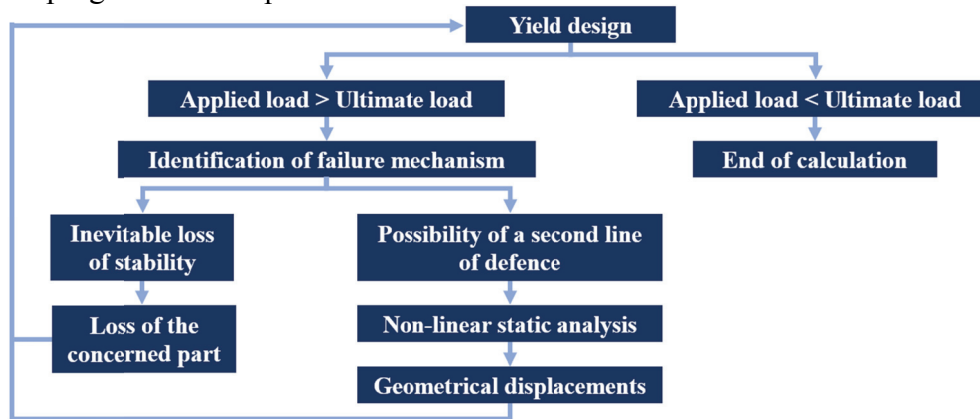 Yield design
Applied load > Ultimate load
Applied load < Ultimate load
Identification of failure mechanism
End of calculation
Inevitable loss
of stability
Possibility of a second line
of defence
Loss of the
concerned part
Non-linear static analysis
Geometrical displacements